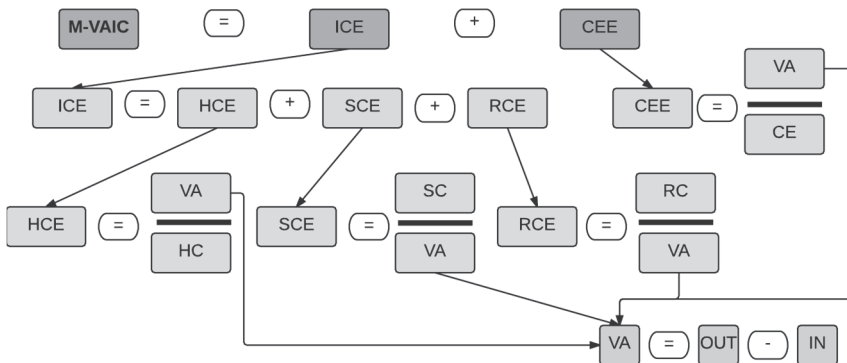 M-VAIC = ICE + CEE
ICE = HCE + SCE + RCE
CEE = VA
CE
HCE = VA
HC
SCE = SC
VA
RCE = RC
VA
VA = OUT - IN